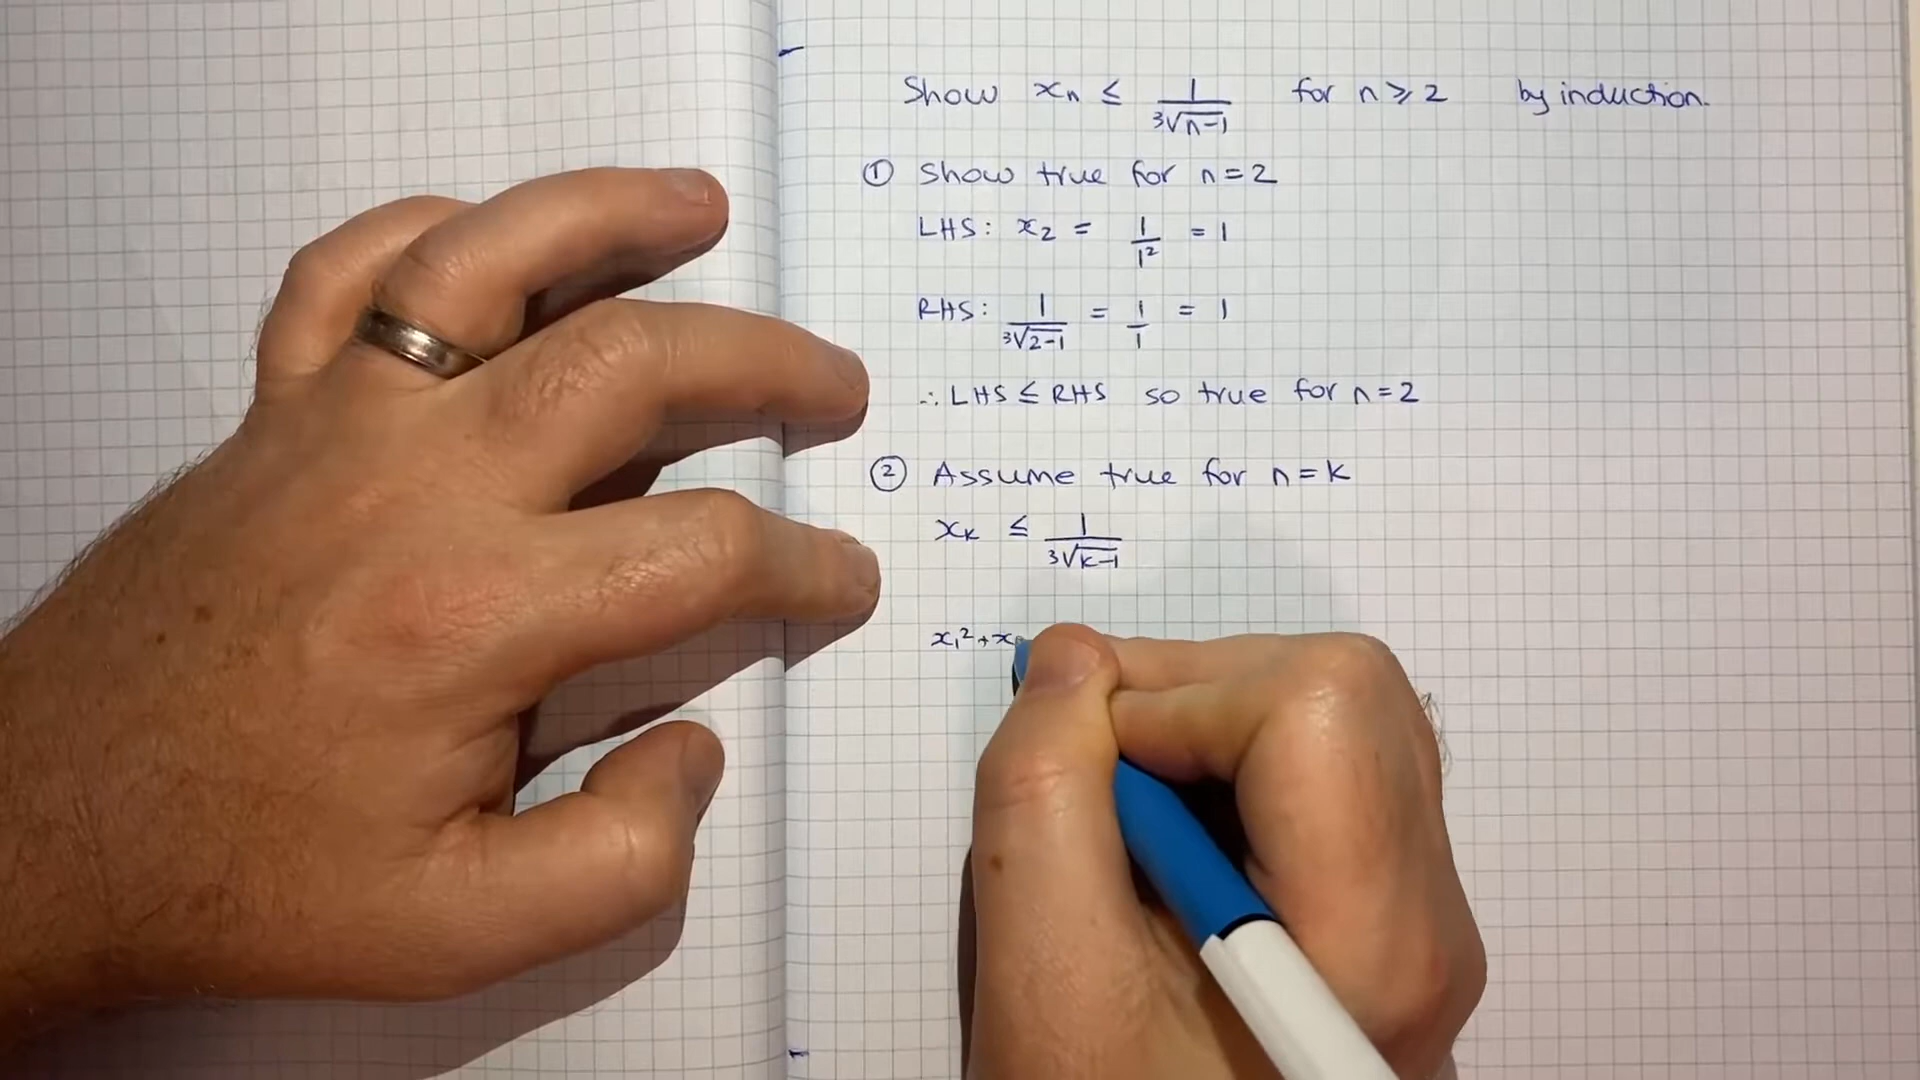 Show xₙ ≤ 1/∛(n-1) for n ≥ 2 by induction.
① Show true for n = 2
LHS: x₂ = 1/1² = 1
RHS: 1/∛(2-1) = 1/1 = 1
∴ LHS ≤ RHS so true for n = 2
② Assume true for n = k
xₖ ≤ 1/∛(k-1)
x₁² + x